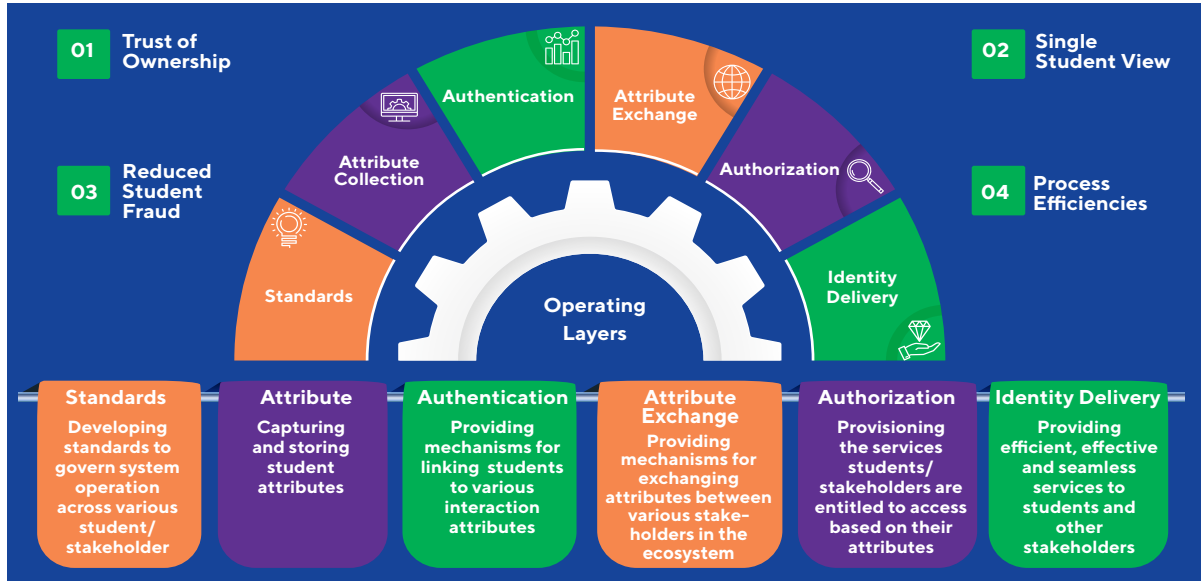 01
Trust of
Ownership
02
Single
Student View
03
Reduced
Student
Fraud
04
Process
Efficiencies
Standards
Attribute
Collection
Authentication
Attribute
Exchange
Authorization
Identity
Delivery
Operating
Layers
Standards
Developing
standards to
govern system
operation
across various
student/
stakeholder
Attribute
Capturing
and storing
student
attributes
Authentication
Providing
mechanisms for
linking students
to various
interaction
attributes
Attribute
Exchange
Providing
mechanisms for
exchanging
attributes between
various stake-
holders in the
ecosystem
Authorization
Provisioning
the services
students/
stakeholders are
entitled to access
based on their
attributes
Identity Delivery
Providing
efficient, effective
and seamless
services to
students and
other
stakeholders